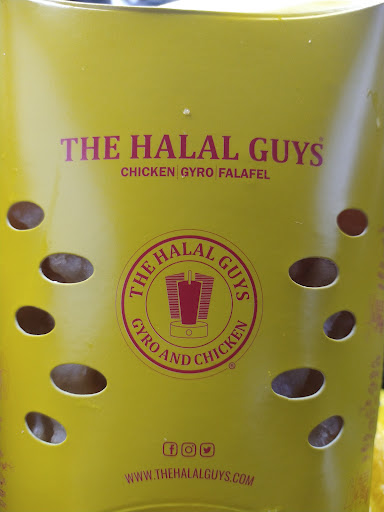 THE HALAL GUYS
CHICKEN|GYRO|FALAFEL
THE HALAL GUYS
GYRO AND CHICKEN
®
WWW.THEHALALGUYS.COM